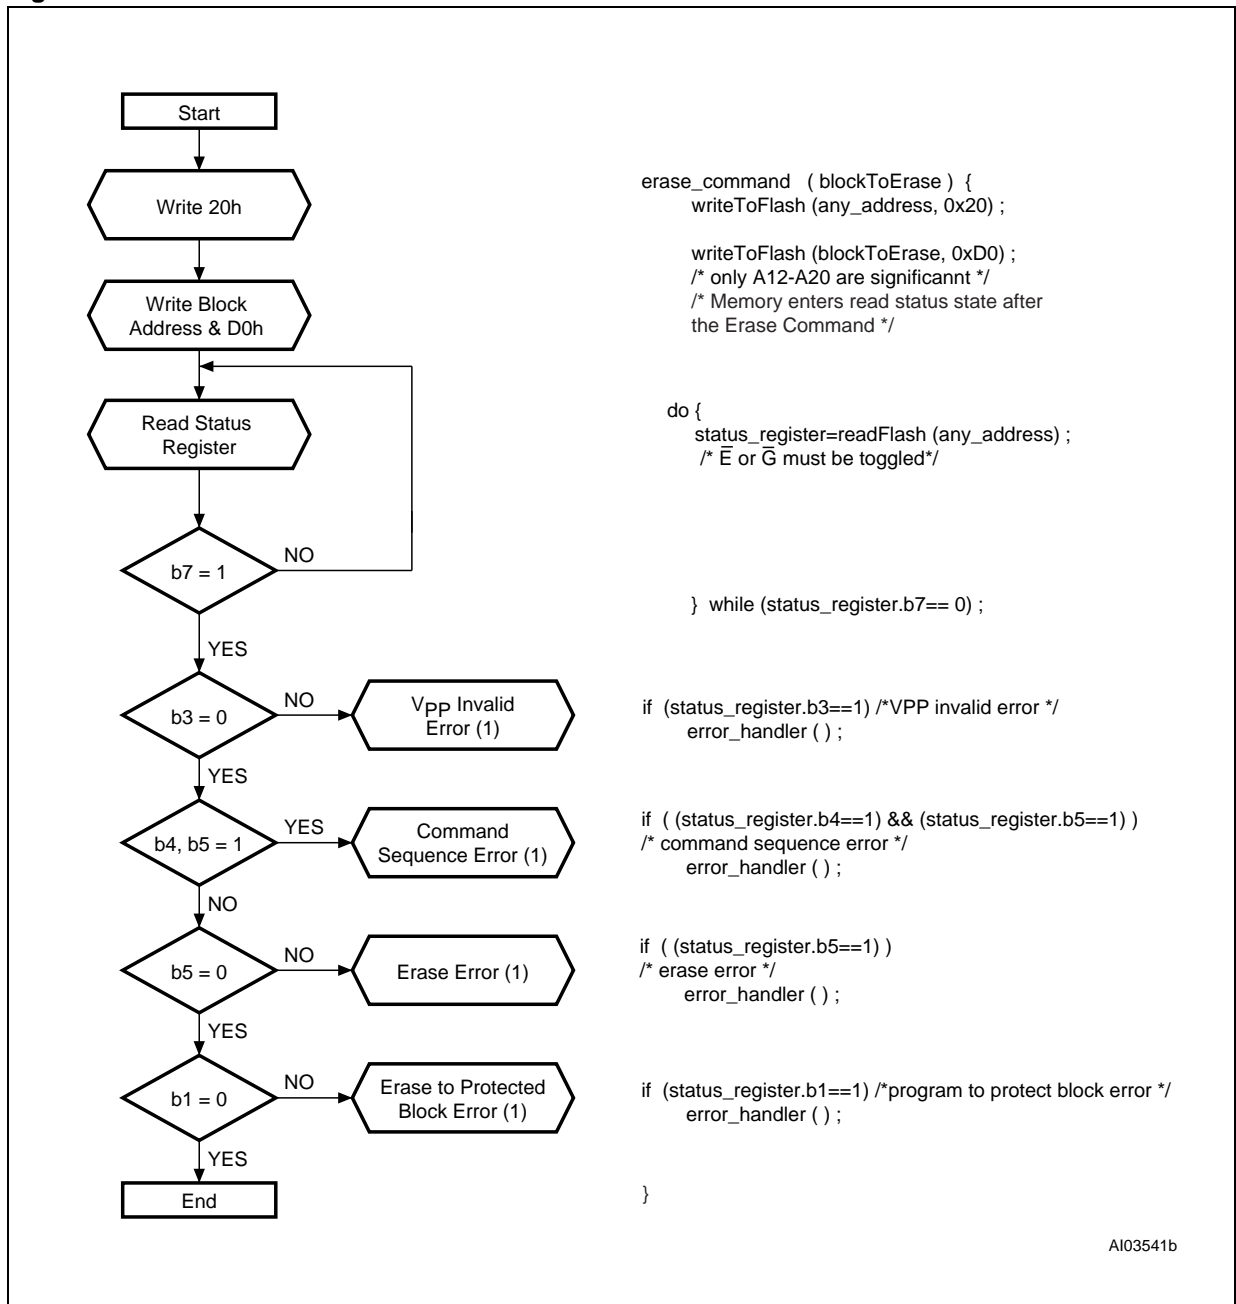 Start
Write 20h
Write Block
Address & D0h
Read Status
Register
b7 = 1
NO
YES
b3 = 0
NO
VPP Invalid
Error (1)
YES
b4, b5 = 1
YES
Command
Sequence Error (1)
NO
b5 = 0
NO
Erase Error (1)
YES
b1 = 0
NO
Erase to Protected
Block Error (1)
YES
End
erase_command ( blockToErase ) {
writeToFlash (any_address, 0x20) ;
writeToFlash (blockToErase, 0xD0) ;
/* only A12-A20 are significannt */
/* Memory enters read status state after
the Erase Command */
do {
status_register=readFlash (any_address) ;
/* E̅ or G̅ must be toggled*/
} while (status_register.b7== 0) ;
if (status_register.b3==1) /*VPP invalid error */
error_handler ( ) ;
if ( (status_register.b4==1) && (status_register.b5==1) )
/* command sequence error */
error_handler ( ) ;
if ( (status_register.b5==1) )
/* erase error */
error_handler ( ) ;
if (status_register.b1==1) /*program to protect block error */
error_handler ( ) ;
}
AI03541b